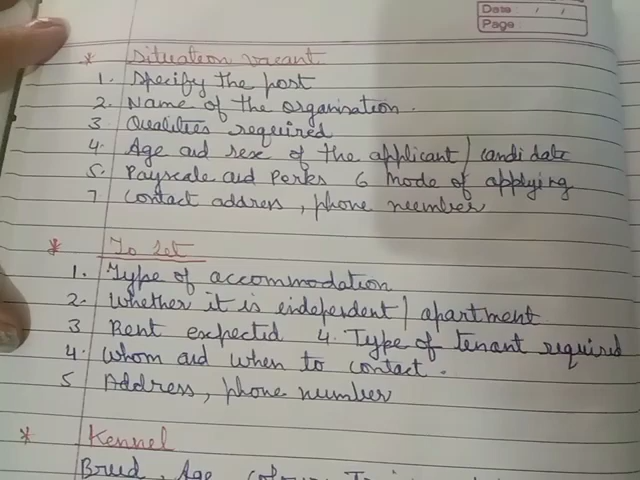 Date / /
Page
* Situation vacant
1. Specify the post
2. Name of the organisation.
3 Qualities required
4. Age and sex of the applicant / candidate
5. Payscale and Perks 6 Mode of applying
7. Contact address, phone number
* To Let
1. Type of accommodation
2. Whether it is independent / apartment
3 Rent expected 4. Type of tenant required
4. Whom and when to contact.
5 Address, phone number
* Kennel
Breed, Age